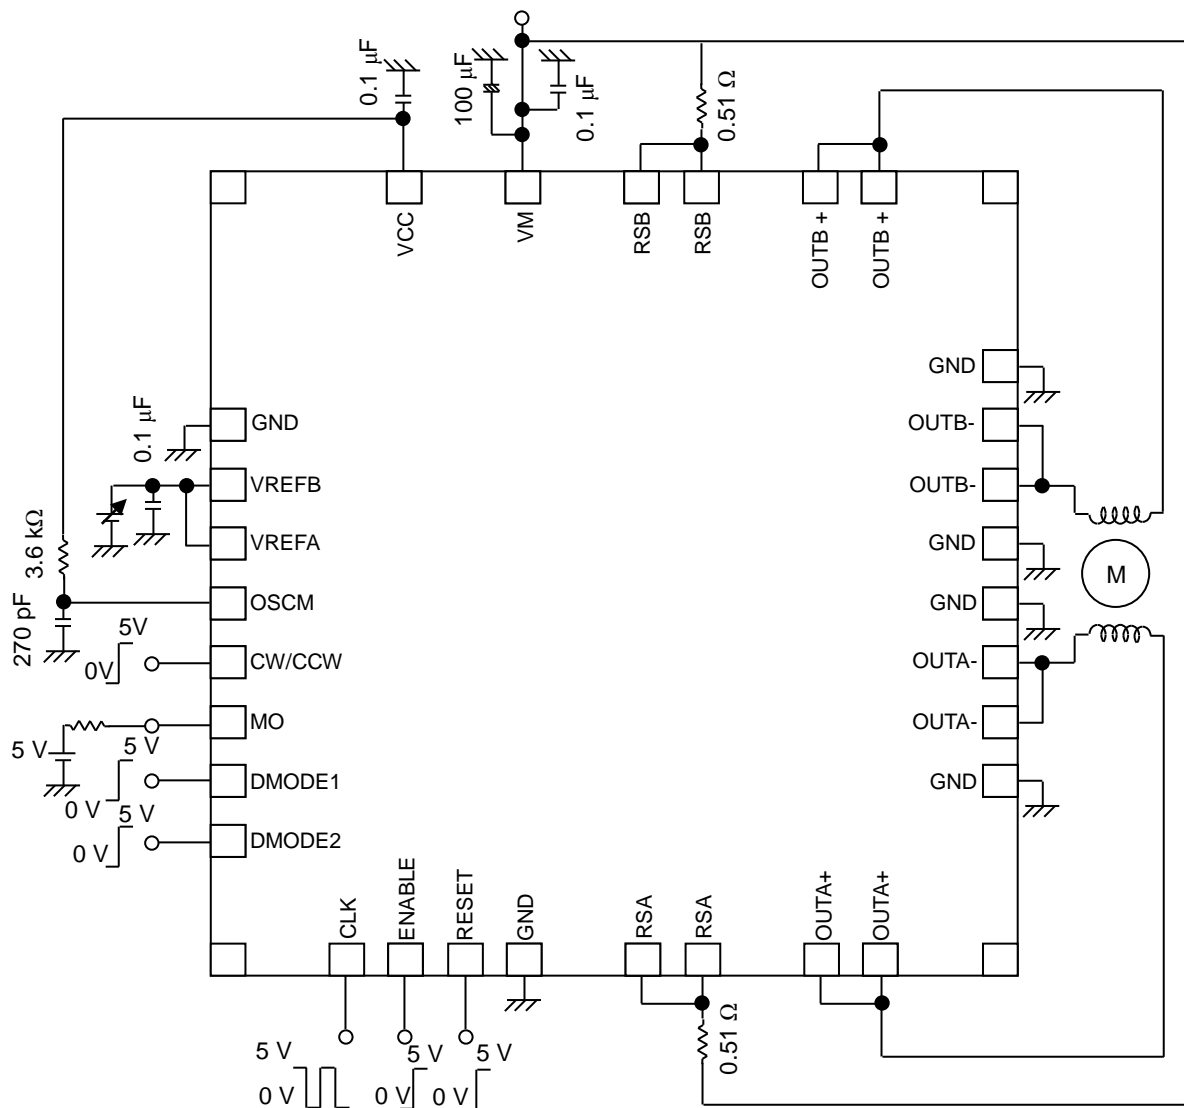 0.1 µF
100 µF
0.1 µF
0.51 Ω
VCC
VM
RSB
RSB
OUTB +
OUTB +
GND
OUTB-
OUTB-
GND
GND
OUTA-
OUTA-
GND
M
0.1 µF
GND
VREFB
VREFA
3.6 kΩ
OSCM
270 pF
5V
0V
CW/CCW
MO
5 V
5 V
0 V
DMODE1
5 V
0 V
DMODE2
CLK
ENABLE
RESET
GND
RSA
RSA
OUTA+
OUTA+
0.51 Ω
5 V
0 V
5 V
0 V
5 V
0 V